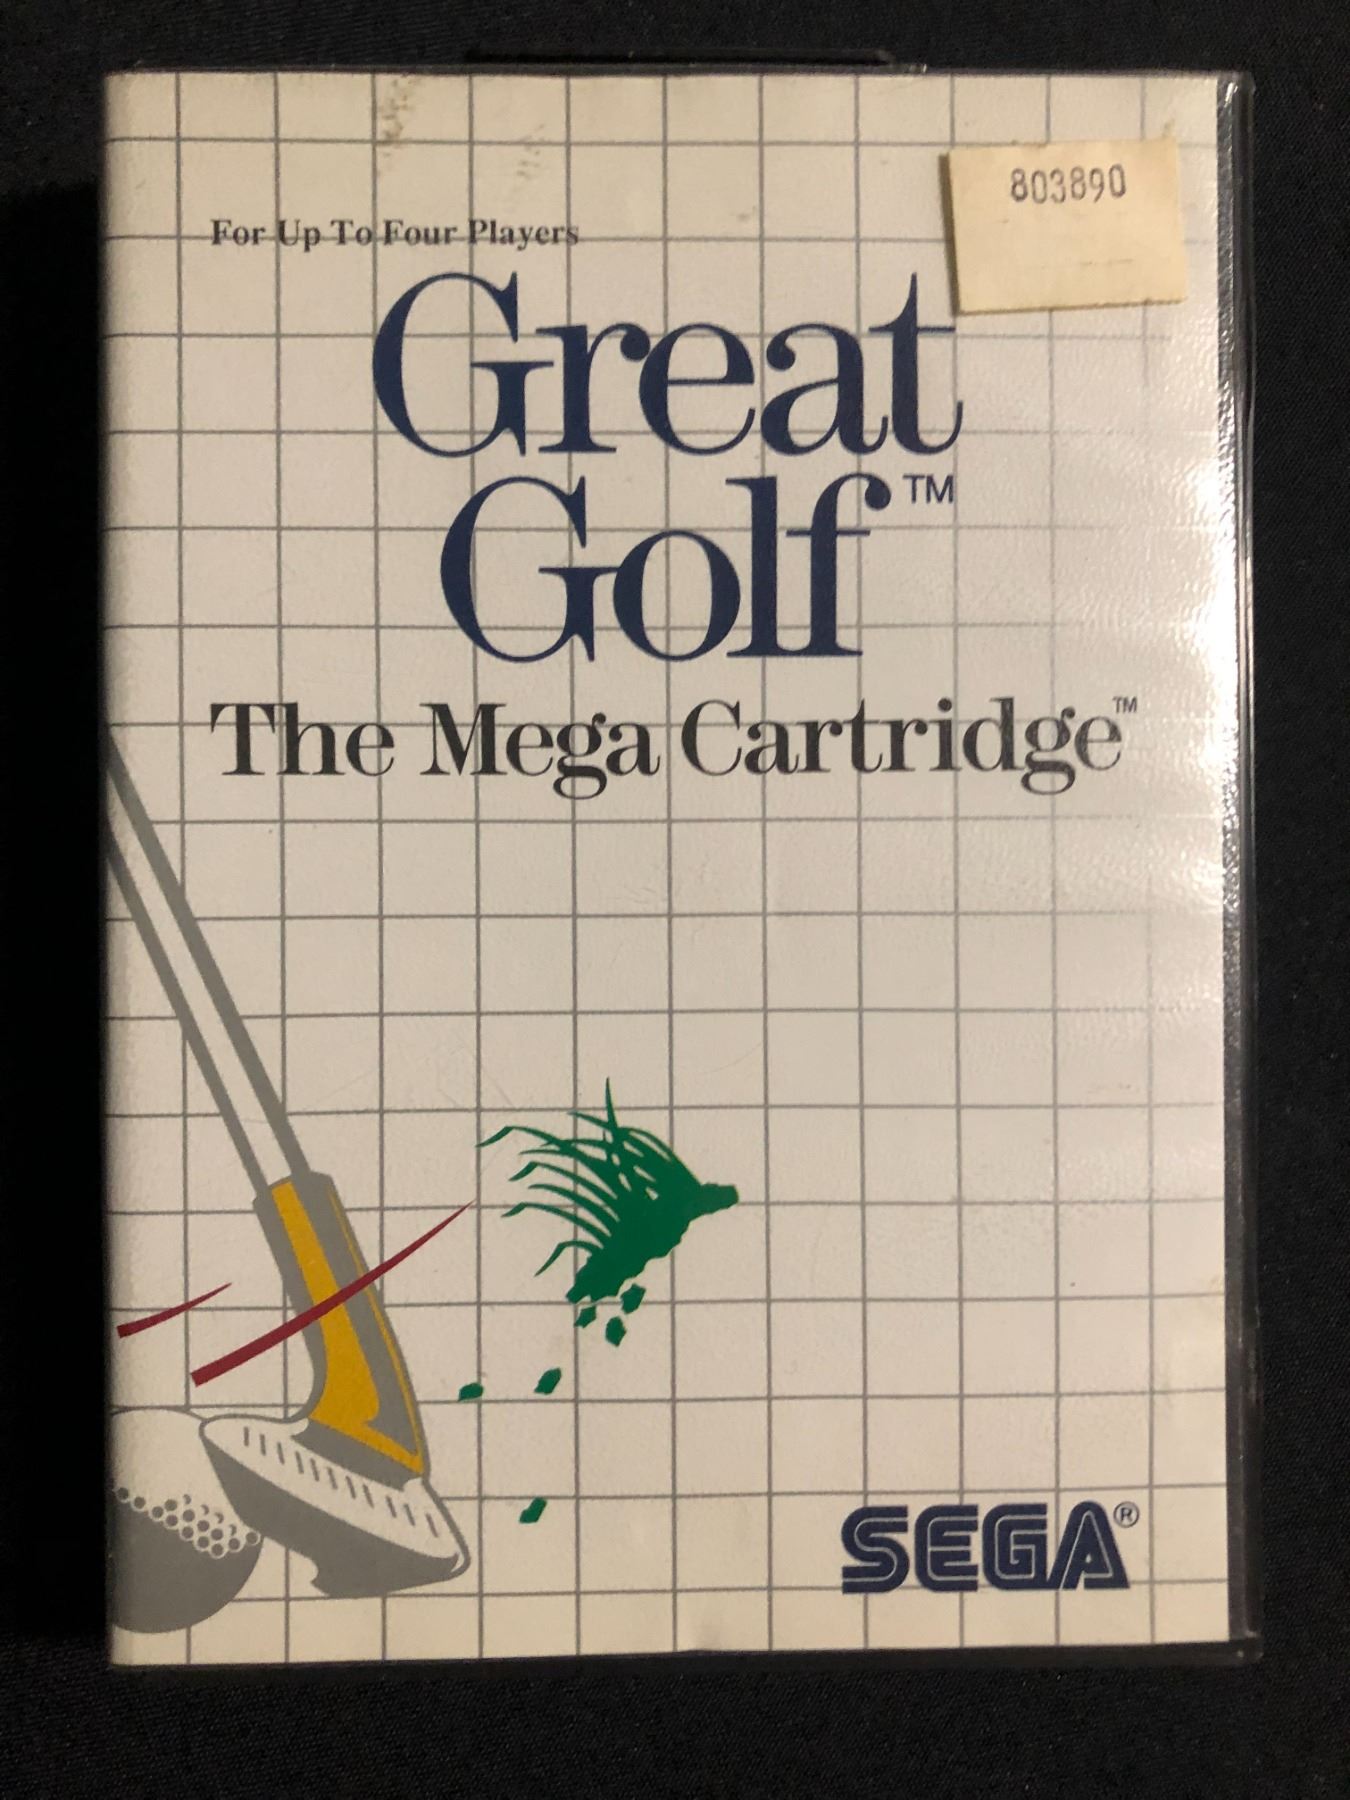 803890
For Up To Four Players
Great
Golf™
The Mega Cartridge™
SEGA®